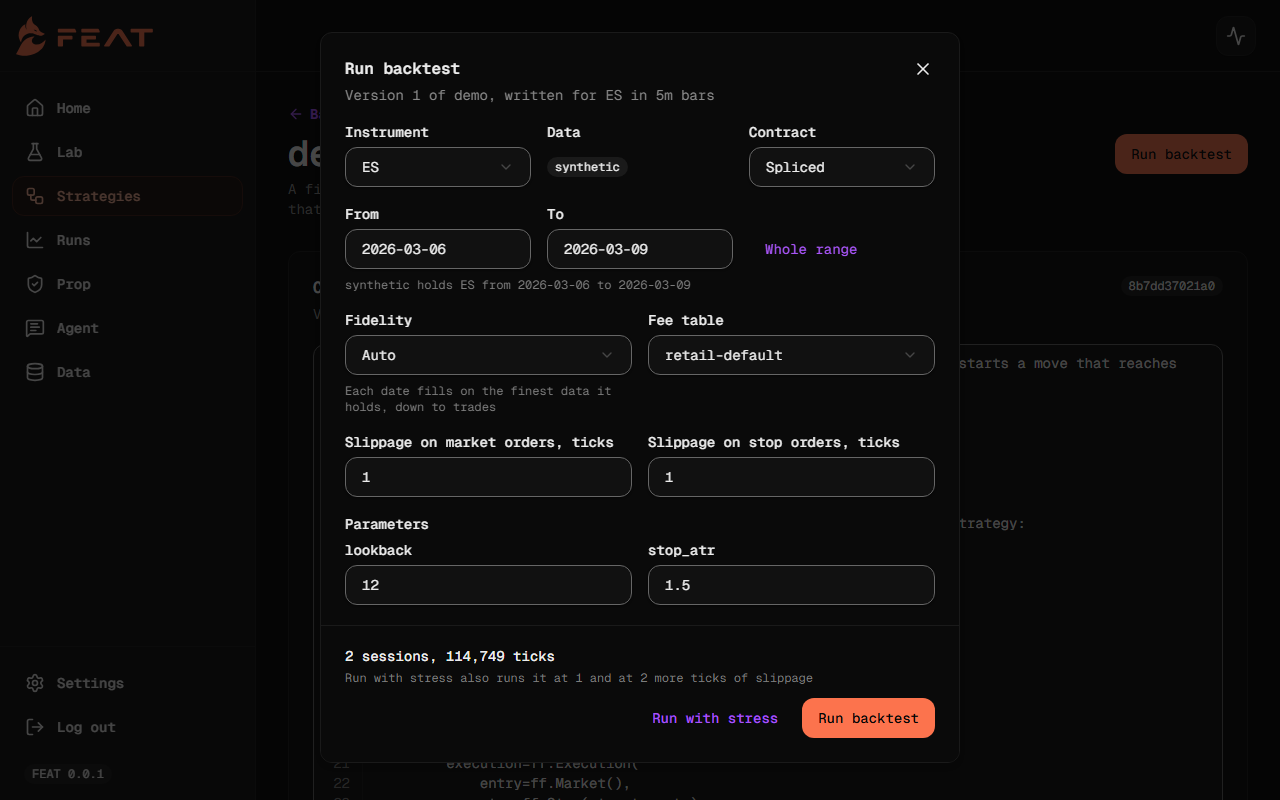 FEAT
Home
Lab
Strategies
Runs
Prop
Agent
Data
Settings
Log out
FEAT 0.0.1
Run backtest
8b7dd37021a0
starts a move that reaches
trategy:
Run backtest
Version 1 of demo, written for ES in 5m bars
Instrument Data Contract
ES synthetic Spliced
From To
2026-03-06 2026-03-09 Whole range
synthetic holds ES from 2026-03-06 to 2026-03-09
Fidelity Fee table
Auto retail-default
Each date fills on the finest data it
holds, down to trades
Slippage on market orders, ticks Slippage on stop orders, ticks
1 1
Parameters
lookback stop_atr
12 1.5
2 sessions, 114,749 ticks
Run with stress also runs it at 1 and at 2 more ticks of slippage
Run with stress Run backtest
21 execution=ff.Execution(
22 entry=ff.Market(),